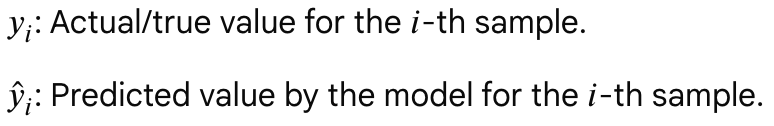 yᵢ: Actual/true value for the i-th sample.
ŷᵢ: Predicted value by the model for the i-th sample.